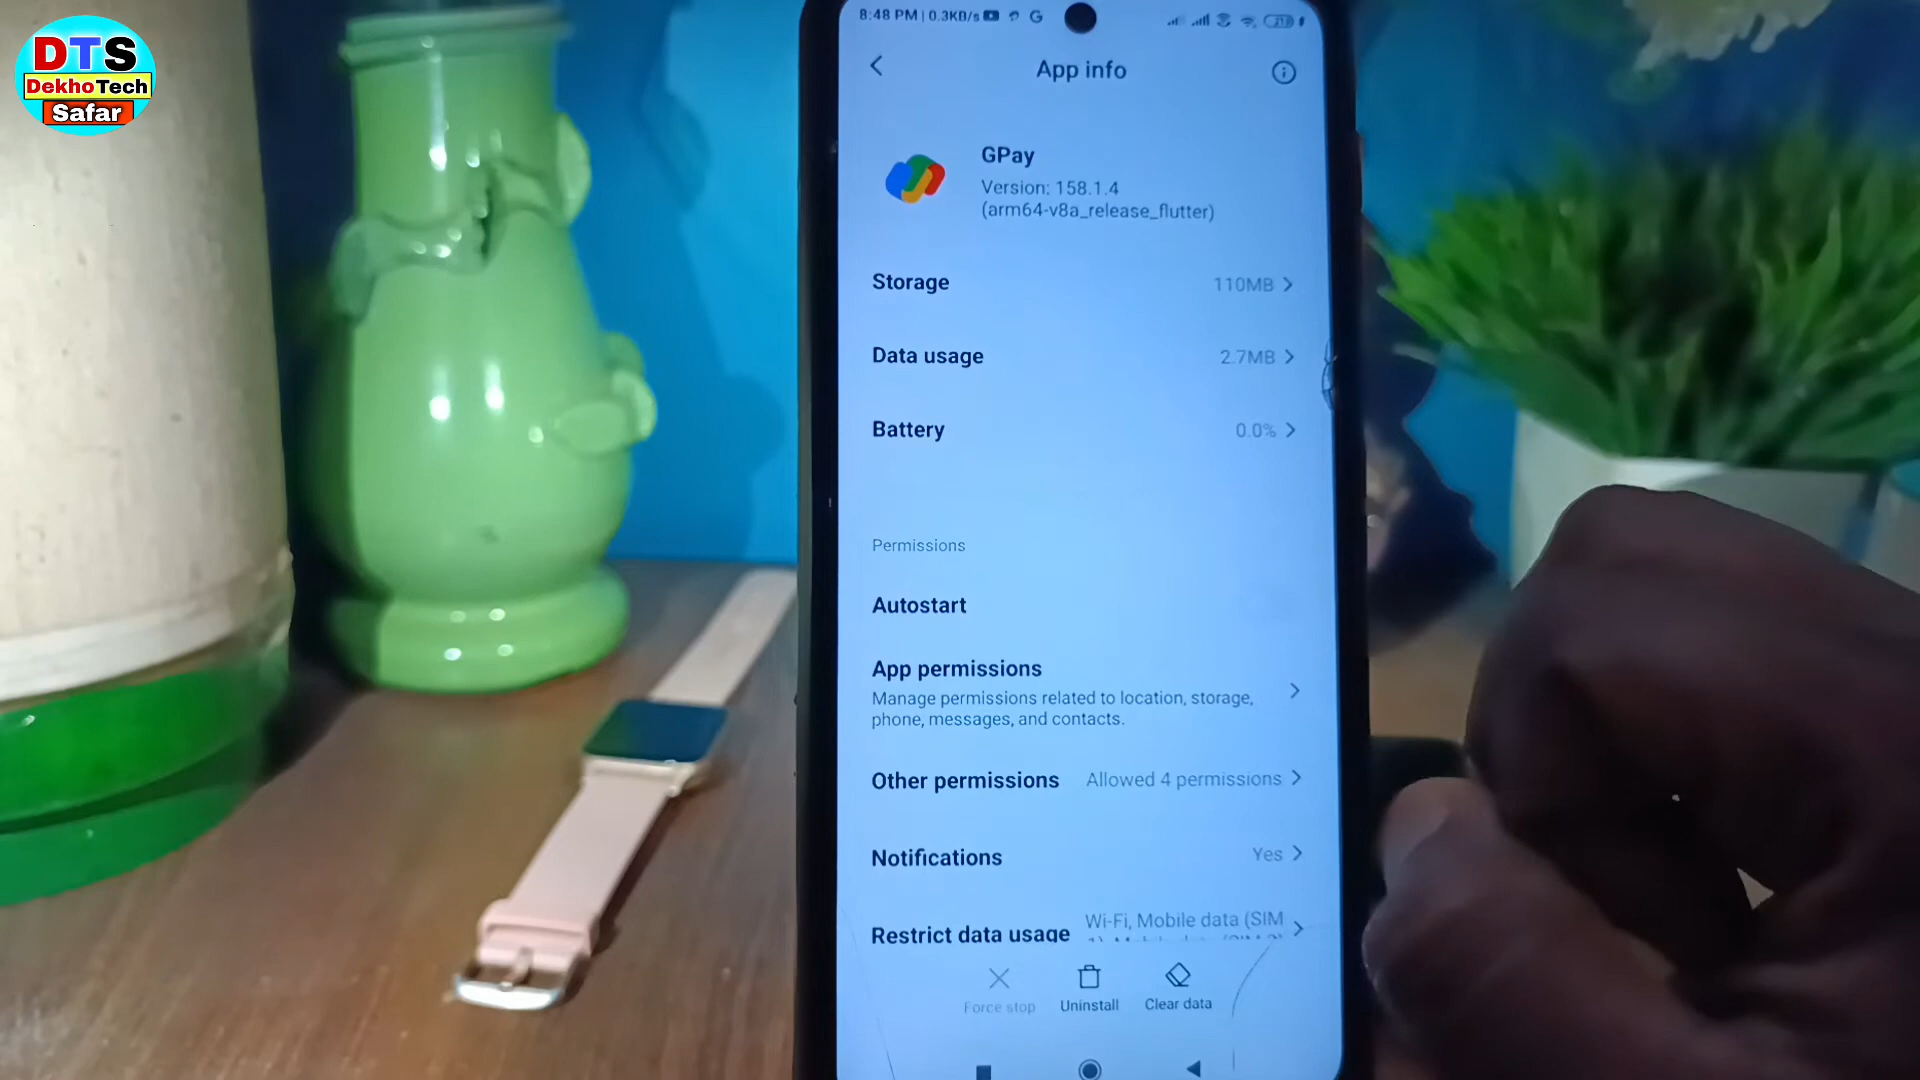 DTS
DekhoTech
Safar
8:48 PM | 0.3KB/s
App info
GPay
Version: 158.1.4
(arm64-v8a_release_flutter)
Storage 110MB
Data usage 2.7MB
Battery 0.0%
Permissions
Autostart
App permissions
Manage permissions related to location, storage,
phone, messages, and contacts.
Other permissions Allowed 4 permissions
Notifications Yes
Restrict data usage Wi-Fi, Mobile data (SIM
Force stop Uninstall Clear data